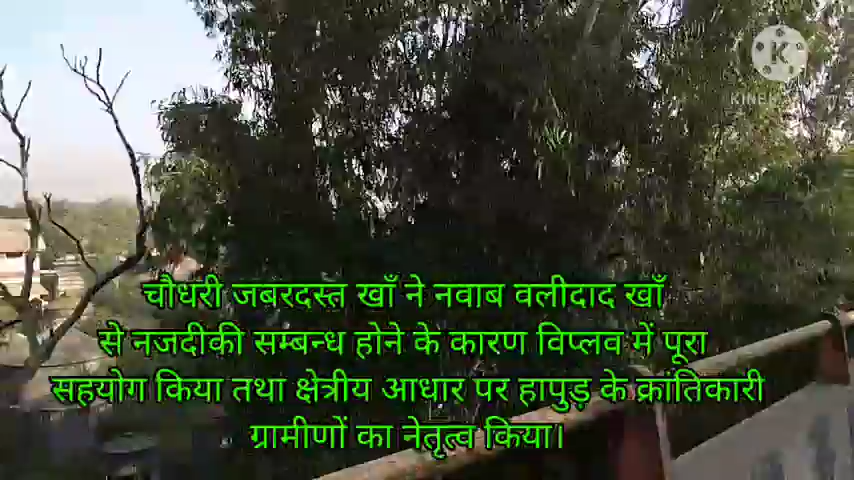 K
चौधरी जबरदस्त खाँ ने नवाब वलीदाद खाँ
से नजदीकी सम्बन्ध होने के कारण विप्लव में पूरा
सहयोग किया तथा क्षेत्रीय आधार पर हापुड़ के क्रांतिकारी
ग्रामीणों का नेतृत्व किया।